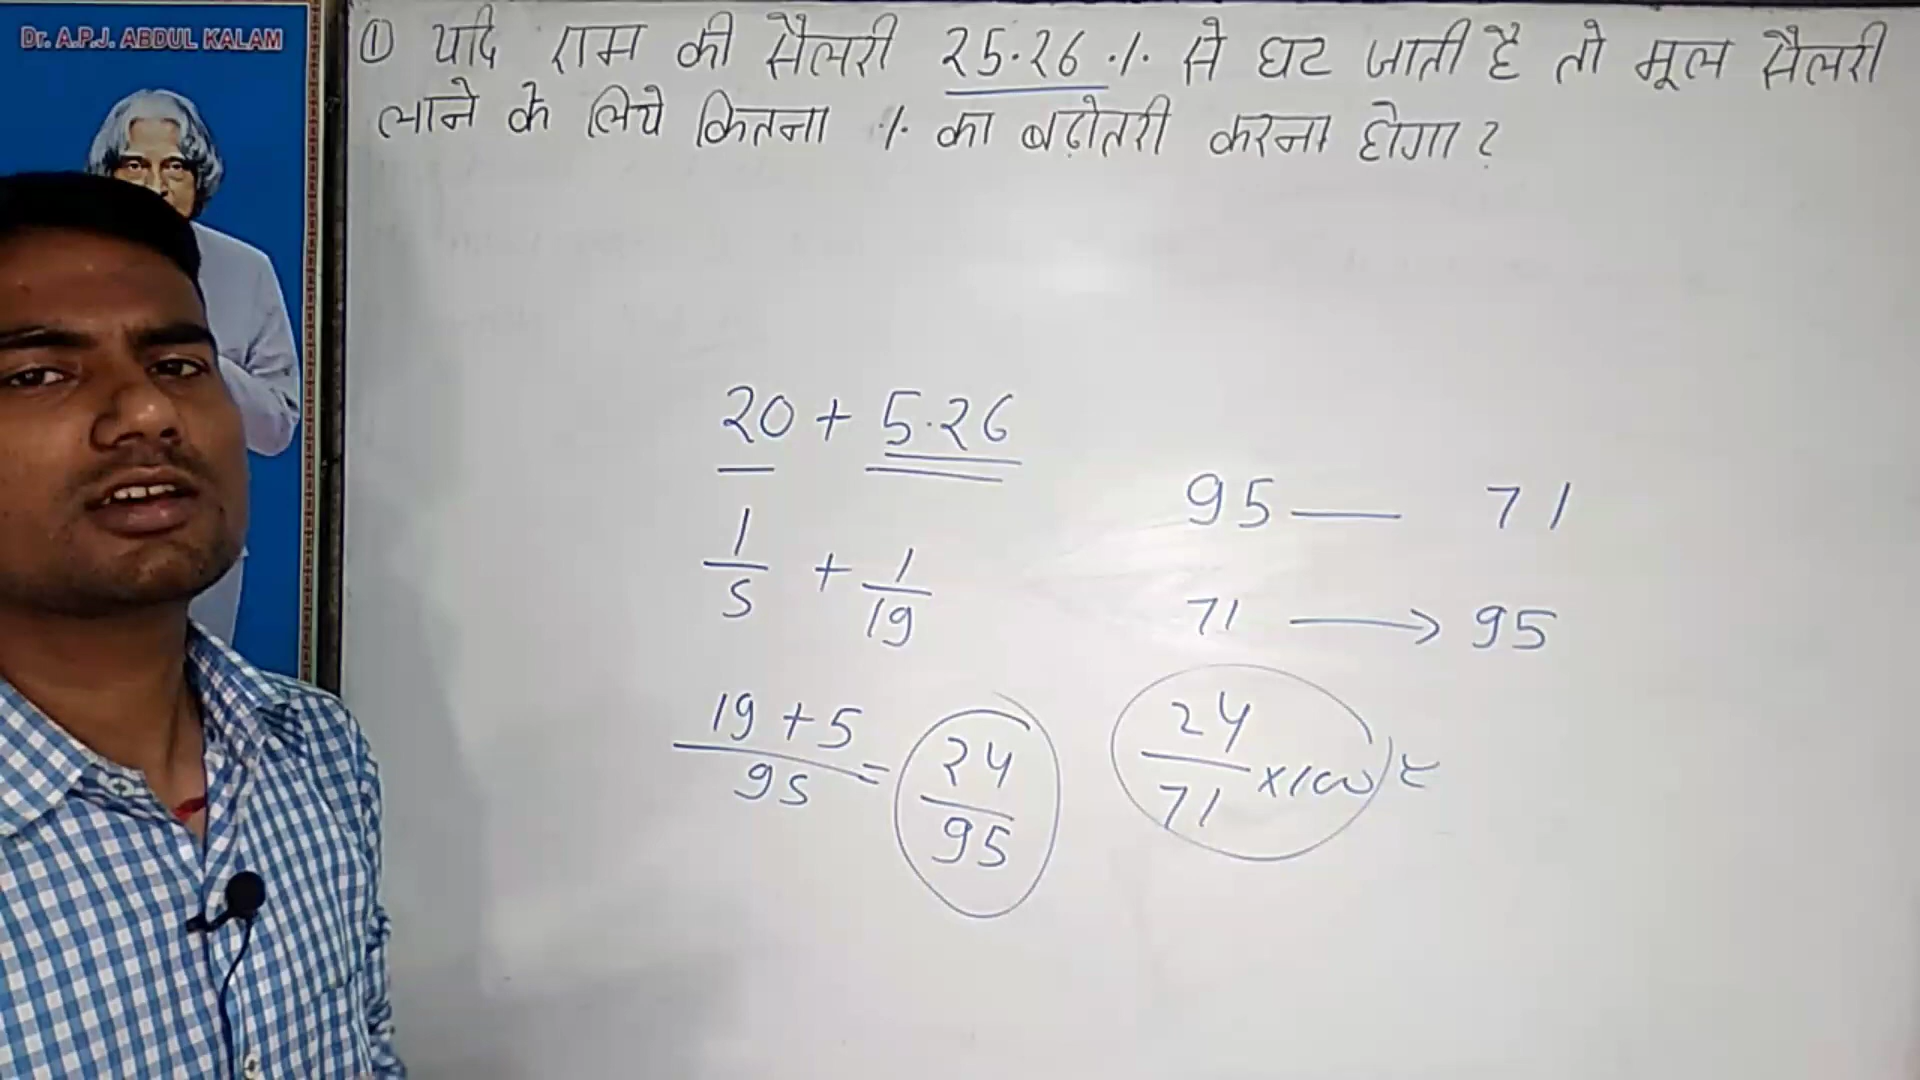 Dr. A.P.J. ABDUL KALAM
① यदि राम की सैलरी 25.26 % से घट जाती है तो मूल सैलरी
लाने के लिये कितना % का बढ़ोतरी करना होगा ?
20 + 5.26
1/5 + 1/19
(19 + 5)/95 = 24/95
95 — 71
71 → 95
24/71 × 100 =